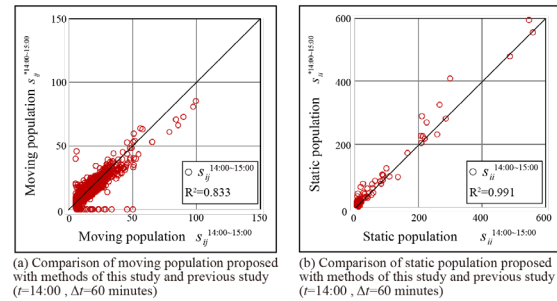 150
100
50
0
Moving population s ij *14:00~15:00
s ij 14:00~15:00
R²=0.833
0 50 100 150
Moving population s ij 14:00~15:00
(a) Comparison of moving population proposed
with methods of this study and previous study
(t=14:00 , Δt=60 minutes)
600
400
200
0
Static population s ii *14:00~15:00
s ii 14:00~15:00
R²=0.991
0 200 400 600
Static population s ii 14:00~15:00
(b) Comparison of static population proposed
with methods of this study and previous study
(t=14:00 , Δt=60 minutes)